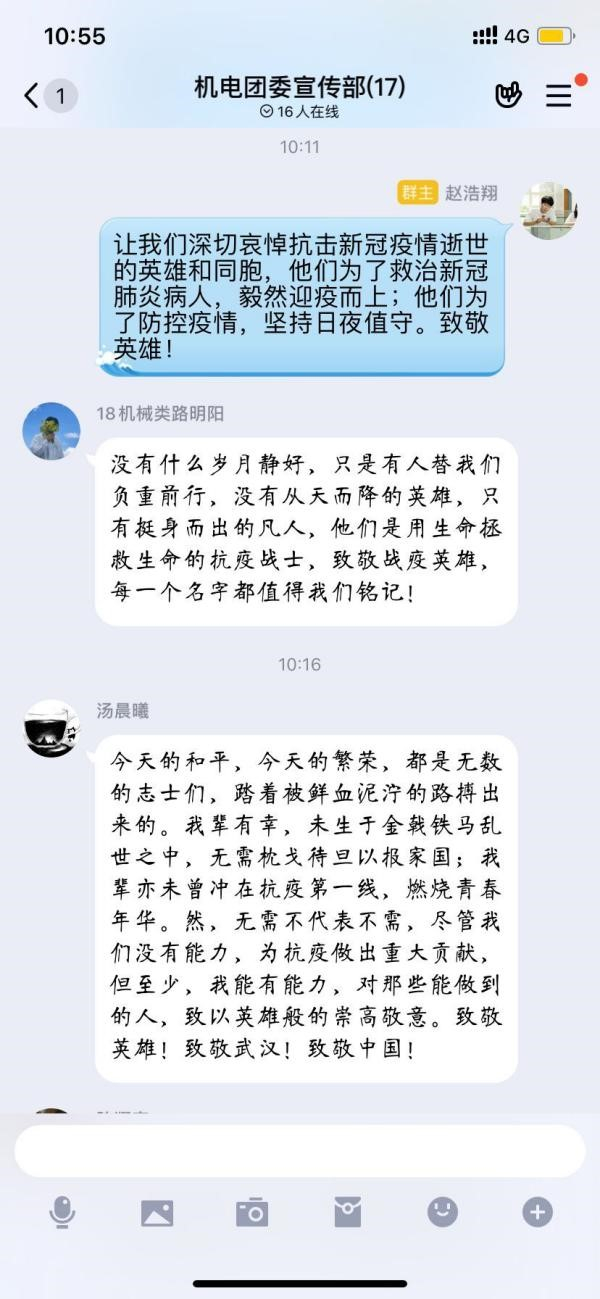 10:55
4G
1
机电团委宣传部(17)
16人在线
10:11
群主 赵浩翔
让我们深切哀悼抗击新冠疫情逝世
的英雄和同胞，他们为了救治新冠
肺炎病人，毅然迎疫而上；他们为
了防控疫情，坚持日夜值守。致敬
英雄！
18机械类路明阳
没有什么岁月静好，只是有人替我们
负重前行，没有从天而降的英雄，只
有挺身而出的凡人，他们是用生命拯
救生命的抗疫战士，致敬战疫英雄，
每一个名字都值得我们铭记！
10:16
汤晨曦
今天的和平，今天的繁荣，都是无数
的志士们，踏着被鲜血泥泞的路搏出
来的。我辈有幸，未生于金戟铁马乱
世之中，无需枕戈待旦以报家国；我
辈亦未曾冲在抗疫第一线，燃烧青春
年华。然，无需不代表不需，尽管我
们没有能力，为抗疫做出重大贡献，
但至少，我能有能力，对那些能做到
的人，致以英雄般的崇高敬意。致敬
英雄！致敬武汉！致敬中国！